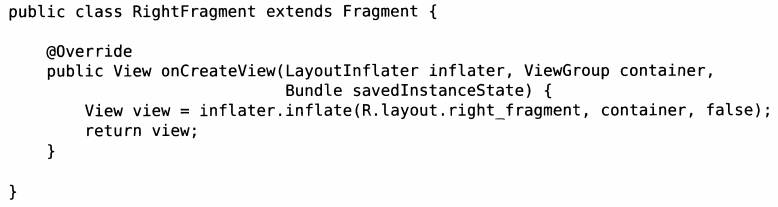 public class RightFragment extends Fragment {
    @Override
    public View onCreateView(LayoutInflater inflater, ViewGroup container,
                             Bundle savedInstanceState) {
        View view = inflater.inflate(R.layout.right_fragment, container, false);
        return view;
    }
}